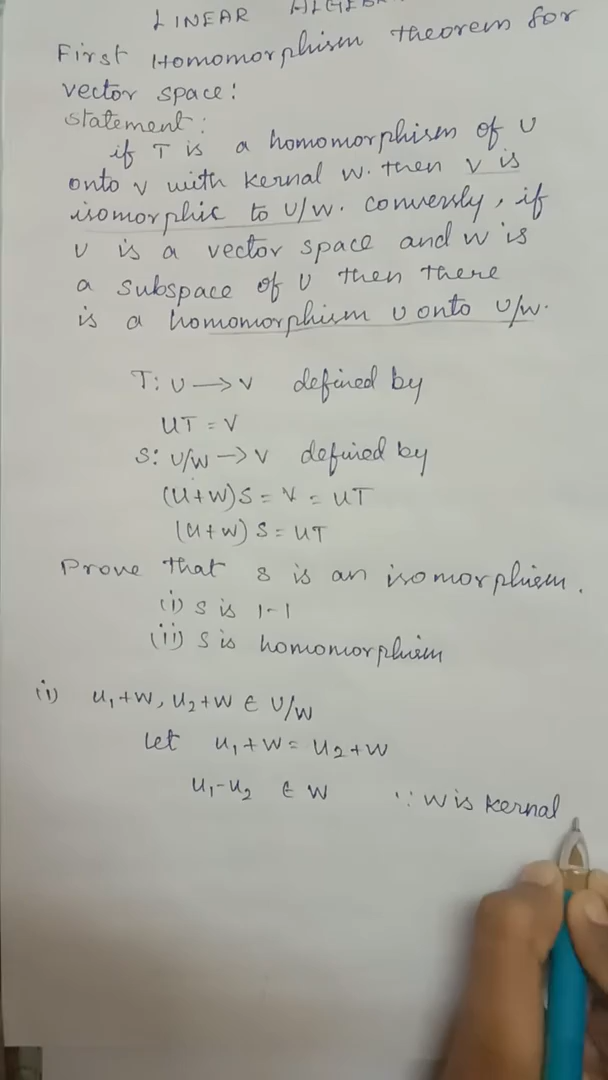 LINEAR ALGEBRA
First Homomorphism theorem for
vector space:
statement:
if T is a homomorphism of U
onto V with kernal W. then V is
isomorphic to U/W. conversly, if
U is a vector space and W is
a subspace of U then there
is a homomorphism U onto U/W.
T: U → V defined by
UT = V
S: U/W → V defined by
(U+W)S = V = UT
(U+W) S = UT
Prove that S is an isomorphism.
(i) S is 1-1
(ii) S is homomorphism
(i) u₁+W, u₂+W ∈ U/W
Let u₁+W = u₂+W
u₁-u₂ ∈ W ∵ W is kernal